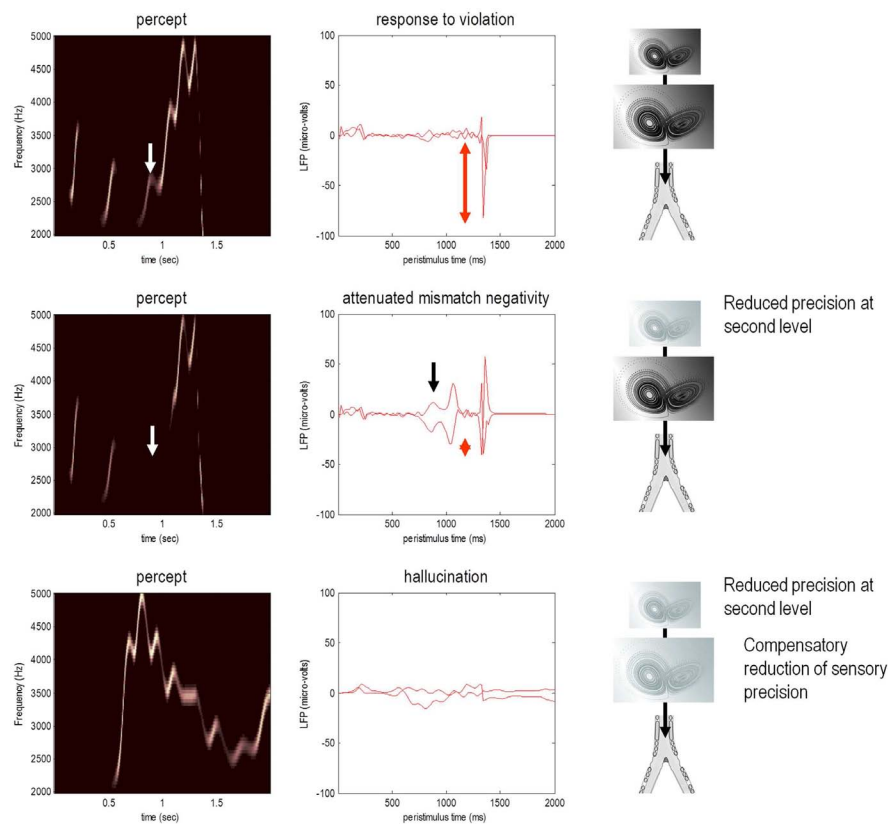 percept
Frequency (Hz)
5000
4500
4000
3500
3000
2500
2000
0.5
1
1.5
time (sec)
response to violation
LFP (micro-volts)
100
50
0
-50
-100
500
1000
1500
2000
peristimulus time (ms)
percept
Frequency (Hz)
5000
4500
4000
3500
3000
2500
2000
0.5
1
1.5
time (sec)
attenuated mismatch negativity
LFP (micro-volts)
100
50
0
-50
-100
500
1000
1500
2000
peristimulus time (ms)
Reduced precision at
second level
percept
Frequency (Hz)
5000
4500
4000
3500
3000
2500
2000
0.5
1
1.5
time (sec)
hallucination
LFP (micro-volts)
100
50
0
-50
-100
500
1000
1500
2000
peristimulus time (ms)
Reduced precision at
second level
Compensatory
reduction of sensory
precision